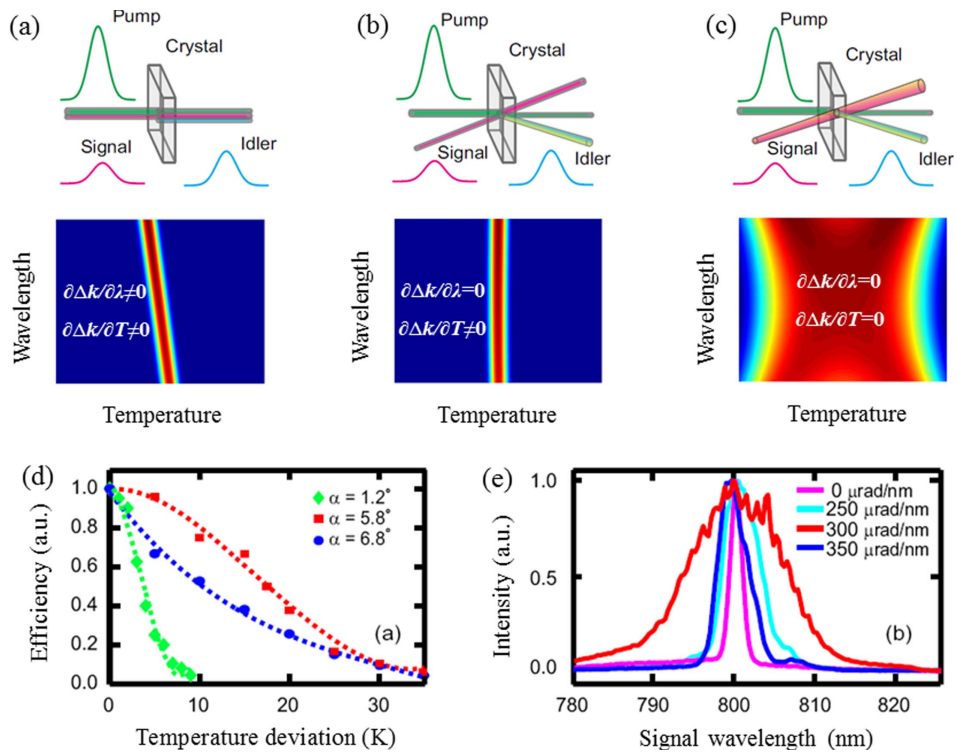 (a)
Pump
Crystal
Signal
Idler
(b)
Pump
Crystal
Signal
Idler
(c)
Pump
Crystal
Signal
Idler
Wavelength
∂Δk/∂λ≠0
∂Δk/∂T≠0
Temperature
Wavelength
∂Δk/∂λ=0
∂Δk/∂T≠0
Temperature
Wavelength
∂Δk/∂λ=0
∂Δk/∂T=0
Temperature
(d)
Efficiency (a.u.)
1.0
0.8
0.6
0.4
0.2
0.0
α = 1.2°
α = 5.8°
α = 6.8°
(a)
0 10 20 30
Temperature deviation (K)
(e)
Intensity (a.u.)
1.0
0.5
0.0
0 μrad/nm
250 μrad/nm
300 μrad/nm
350 μrad/nm
(b)
780 790 800 810 820
Signal wavelength (nm)